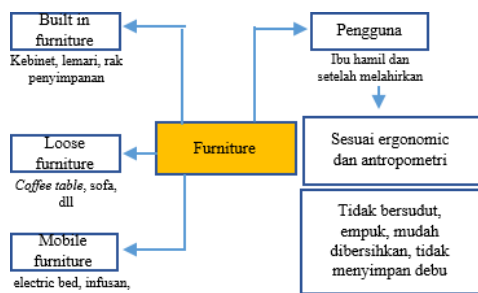 Built in
furniture
Kebinet, lemari, rak
penyimpanan
Loose
furniture
Coffee table, sofa,
dll
Mobile
furniture
electric bed, infusan,
Furniture
Pengguna
Ibu hamil dan
setelah melahirkan
Sesuai ergonomic
dan antropometri
Tidak bersudut,
empuk, mudah
dibersihkan, tidak
menyimpan debu